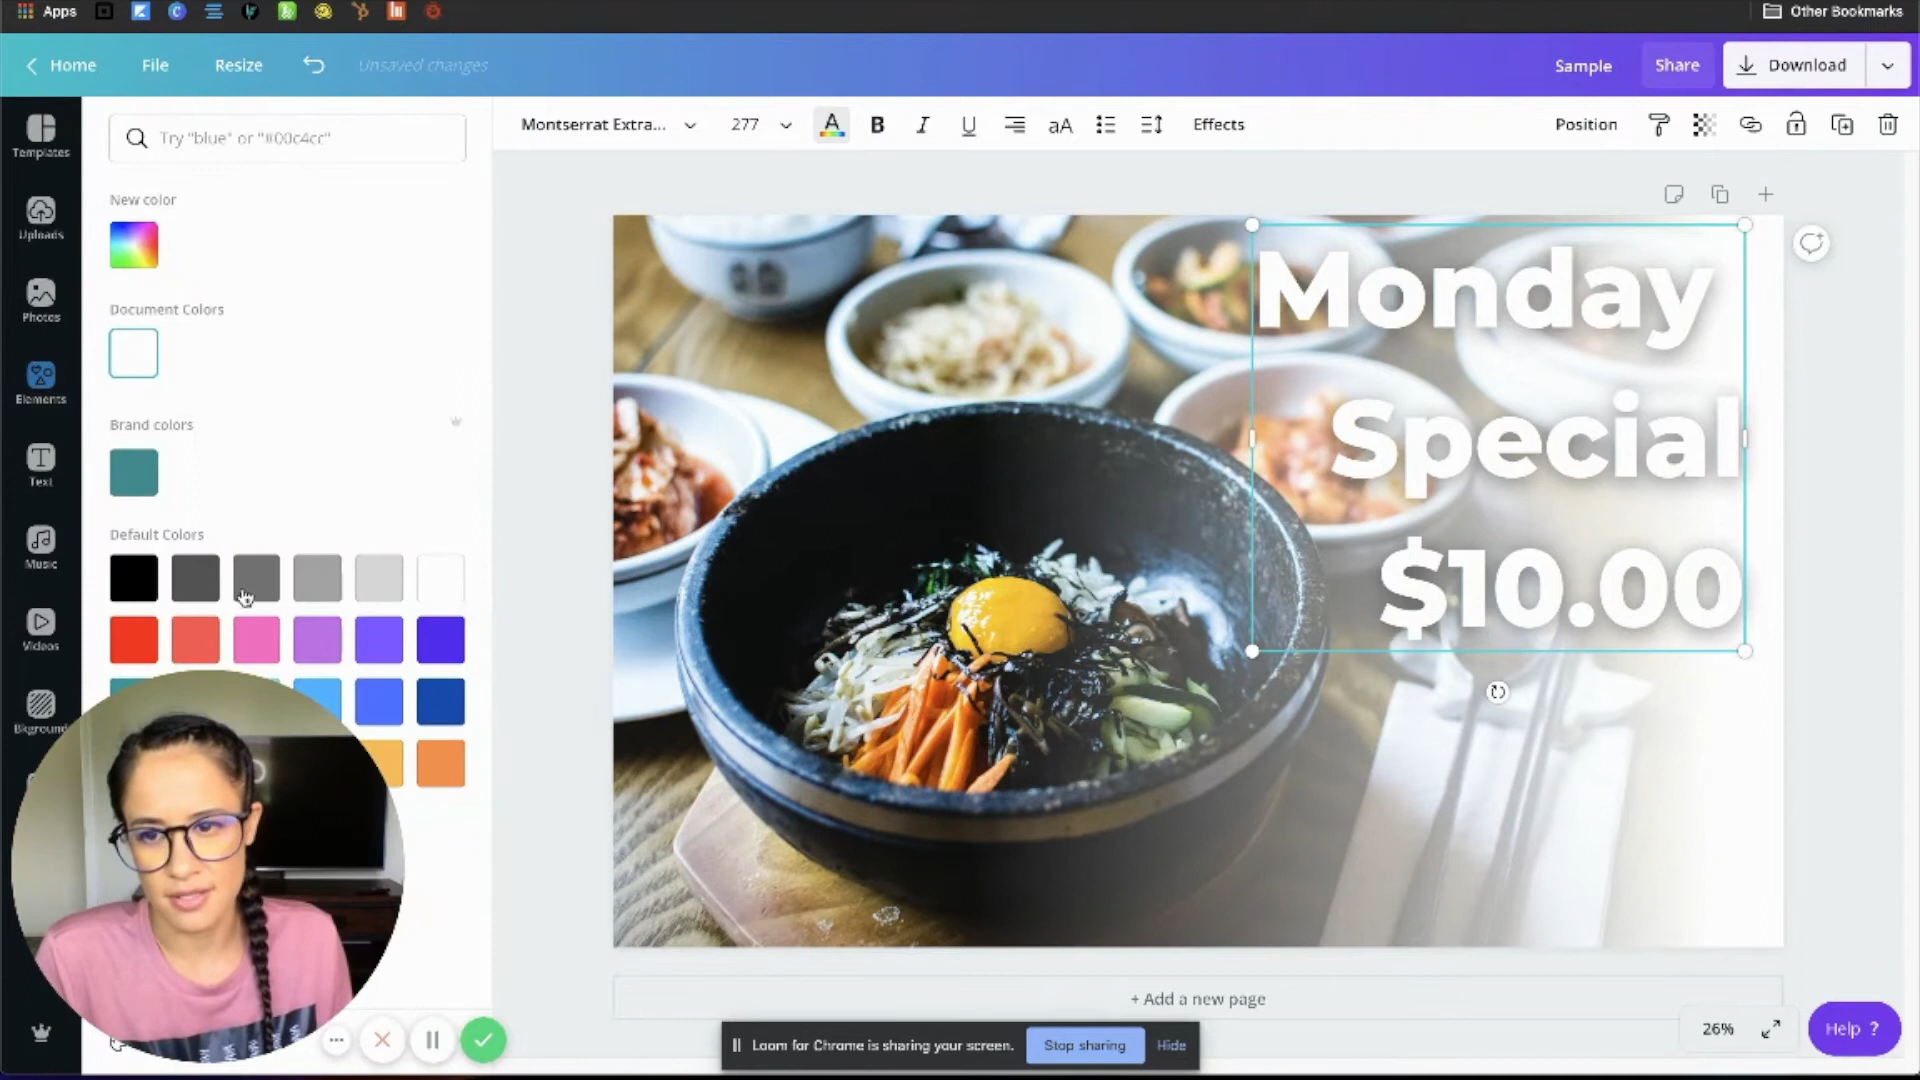 Apps
Other Bookmarks
Home
File
Resize
Unsaved changes
Sample
Share
Download
Templates
Uploads
Photos
Elements
Text
Music
Videos
Bkground
Try "blue" or "#00c4cc"
New color
Document Colors
Brand colors
Default Colors
Montserrat Extra...
277
A
B
I
U
aA
Effects
Position
Monday
Special
$10.00
+ Add a new page
Loom for Chrome is sharing your screen.
Stop sharing
Hide
26%
Help ?